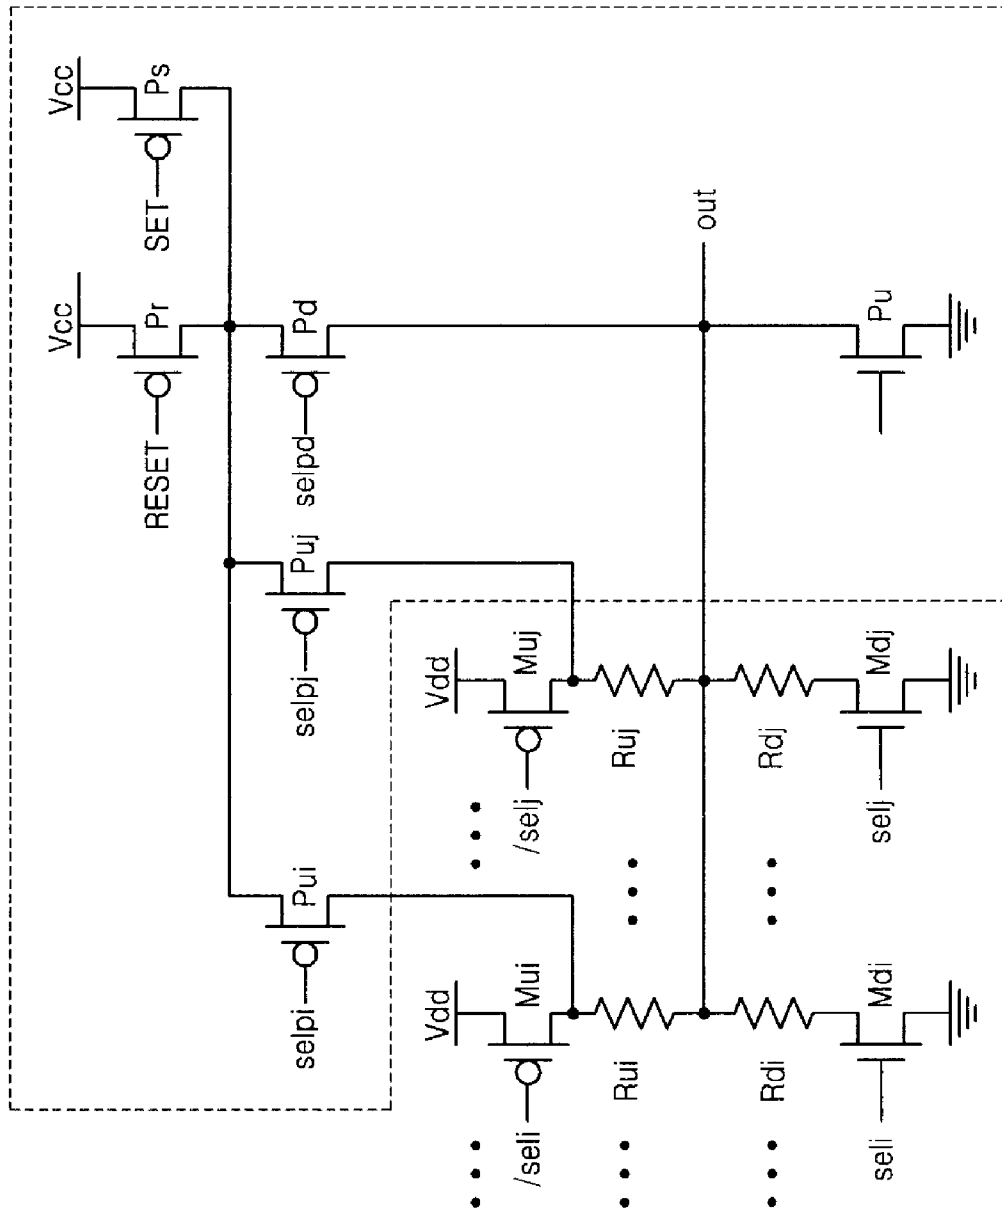 Vcc
Ps
SET
Vcc
Pr
RESET
Pd
selpd
out
Pu
Puj
selpj
Pui
selpi
Vdd
Muj
/selj
Ruj
Rdj
Mdj
selj
Vdd
Mui
/seli
Rui
Rdi
Mdi
seli